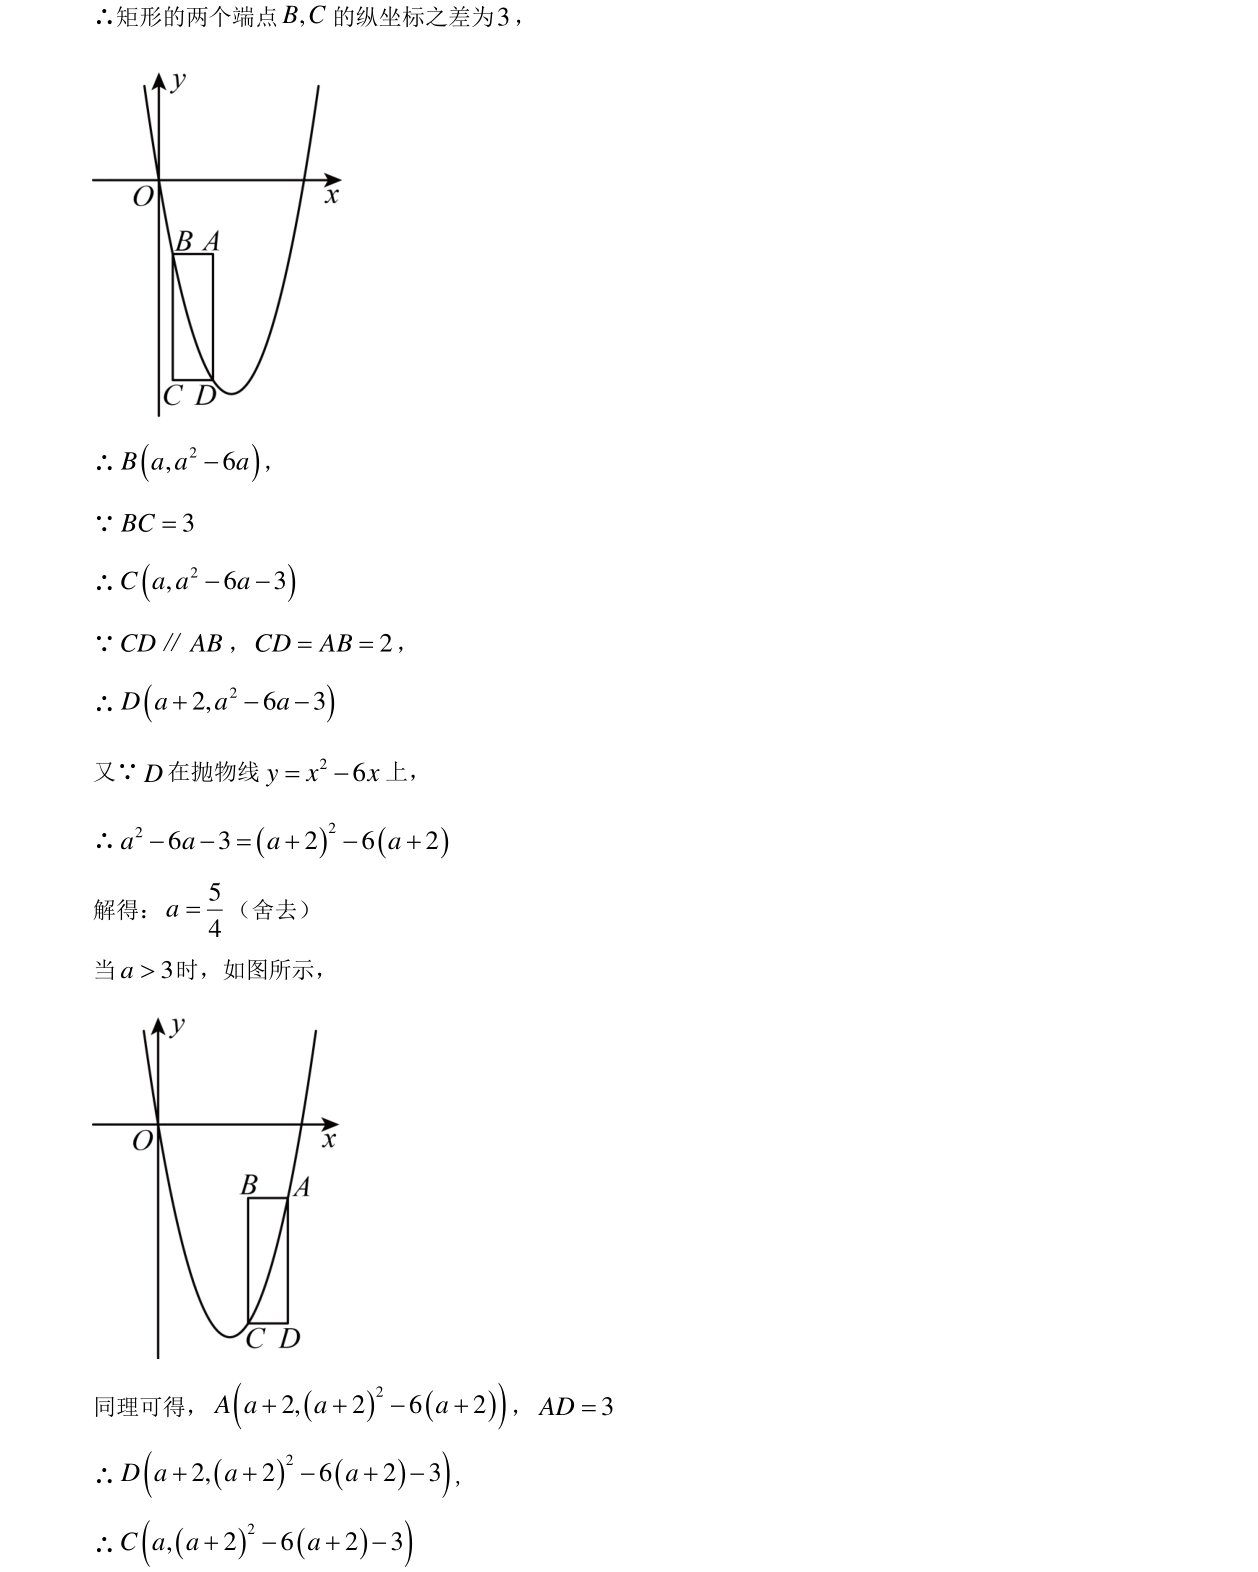 ∴矩形的两个端点B,C的纵坐标之差为3，
y
O
x
B A
C D
∴B(a,a²−6a)，
∵BC=3
∴C(a,a²−6a−3)
∵CD∥AB，CD=AB=2，
∴D(a+2,a²−6a−3)
又∵D在抛物线y=x²−6x上，
∴a²−6a−3=(a+2)²−6(a+2)
解得：a=5/4（舍去）
当a>3时，如图所示，
y
O
x
B A
C D
同理可得，A(a+2,(a+2)²−6(a+2))，AD=3
∴D(a+2,(a+2)²−6(a+2)−3)，
∴C(a,(a+2)²−6(a+2)−3)